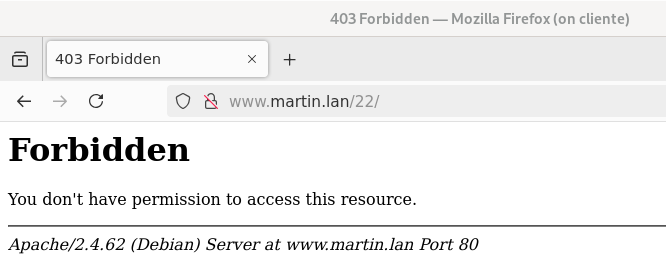 403 Forbidden — Mozilla Firefox (on cliente)
403 Forbidden
www.martin.lan/22/
Forbidden
You don't have permission to access this resource.
Apache/2.4.62 (Debian) Server at www.martin.lan Port 80